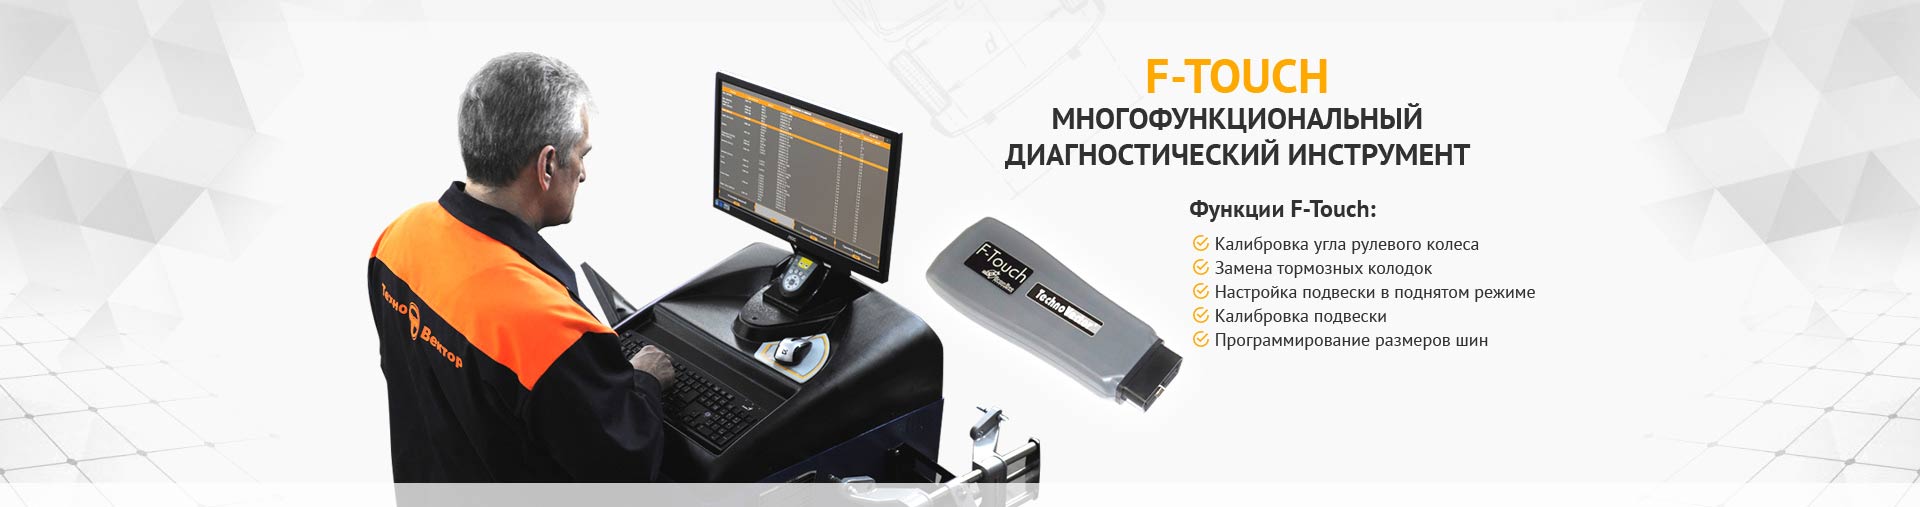 F-TOUCH
МНОГОФУНКЦИОНАЛЬНЫЙ
ДИАГНОСТИЧЕСКИЙ ИНСТРУМЕНТ
Функции F-Touch:
Калибровка угла рулевого колеса
Замена тормозных колодок
Настройка подвески в поднятом режиме
Калибровка подвески
Программирование размеров шин
F-Touch
Techno Vector
Техно
Вектор